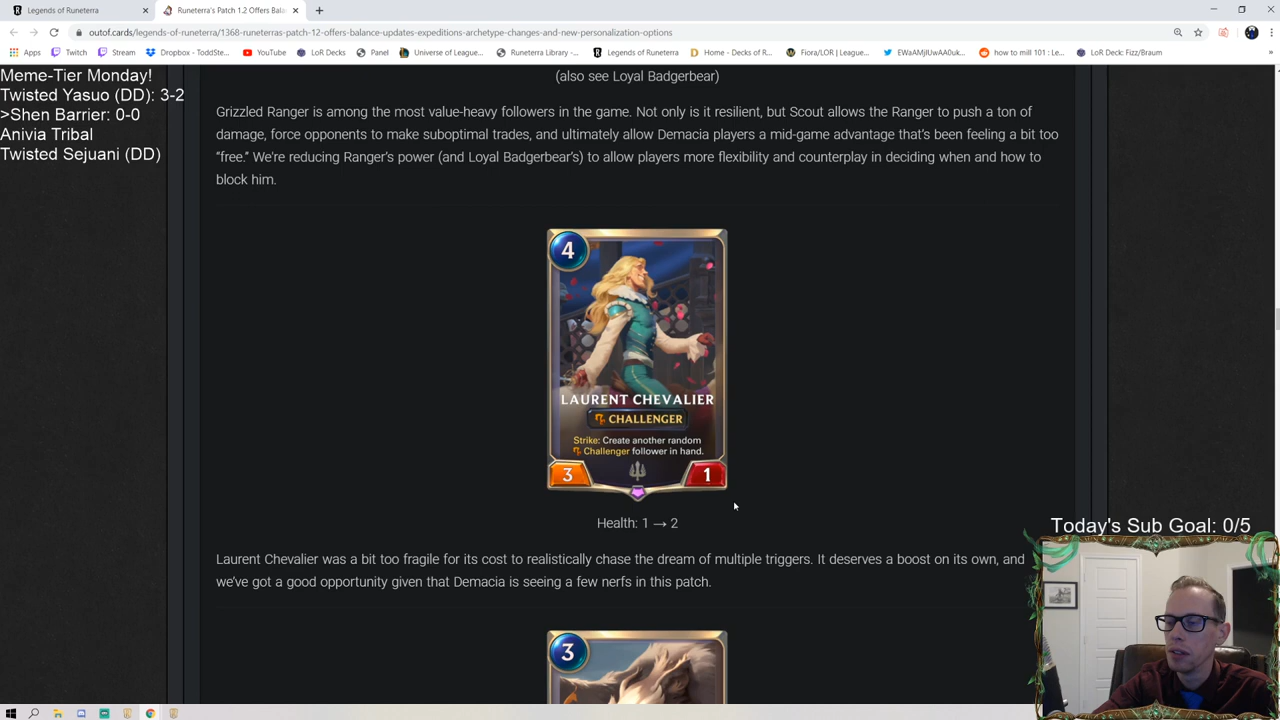 Legends of Runeterra
Runeterra's Patch 1.2 Offers Bala
outof.cards/legends-of-runeterra/1368-runeterras-patch-12-offers-balance-updates-expeditions-archetype-changes-and-new-personalization-options
Apps
Twitch
Stream
Dropbox - ToddSte...
YouTube
LoR Decks
Panel
Universe of League...
Runeterra Library -...
Legends of Runeterra
Home - Decks of R...
Fiora/LOR | League...
EWaAMjIUwAA0uk...
how to mill 101 : Le...
LoR Deck: Fizz/Braum
»
Meme-Tier Monday!
Twisted Yasuo (DD): 3-2
>Shen Barrier: 0-0
Anivia Tribal
Twisted Sejuani (DD)
(also see Loyal Badgerbear)
Grizzled Ranger is among the most value-heavy followers in the game. Not only is it resilient, but Scout allows the Ranger to push a ton of
damage, force opponents to make suboptimal trades, and ultimately allow Demacia players a mid-game advantage that's been feeling a bit too
“free.” We're reducing Ranger's power (and Loyal Badgerbear's) to allow players more flexibility and counterplay in deciding when and how to
block him.
4
LAURENT CHEVALIER
CHALLENGER
Strike: Create another random
Challenger follower in hand.
3
1
Health: 1 → 2
Laurent Chevalier was a bit too fragile for its cost to realistically chase the dream of multiple triggers. It deserves a boost on its own, and
we've got a good opportunity given that Demacia is seeing a few nerfs in this patch.
3
Today's Sub Goal: 0/5